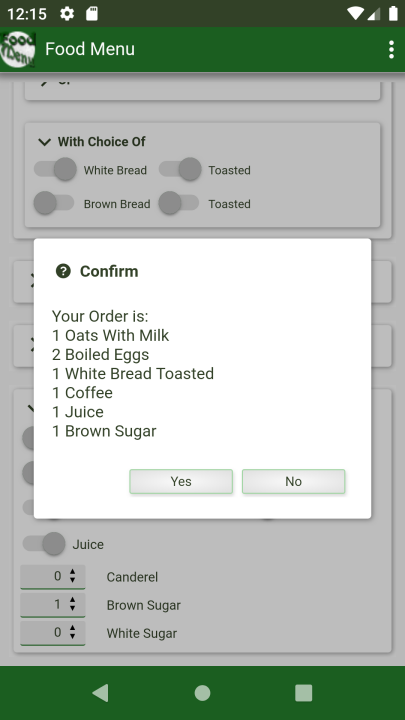 12:15
Food Menu
Food Menu
With Choice Of
White Bread
Toasted
Brown Bread
Toasted
Confirm
Your Order is:
1 Oats With Milk
2 Boiled Eggs
1 White Bread Toasted
1 Coffee
1 Juice
1 Brown Sugar
Yes
No
Juice
0
Canderel
1
Brown Sugar
0
White Sugar